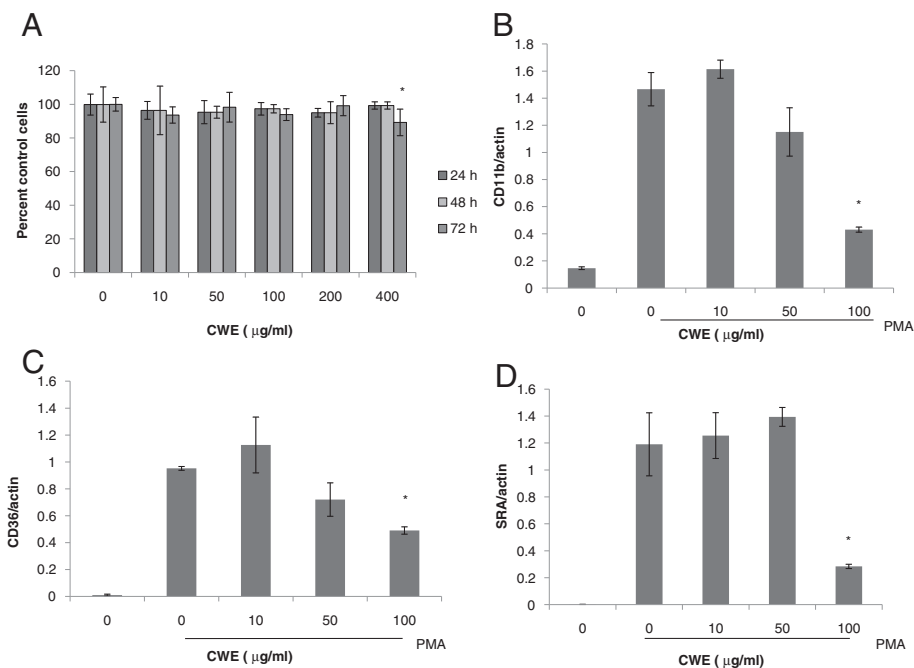 A
120
100
80
60
40
20
0
Percent control cells
*
0 10 50 100 200 400
CWE ( μg/ml)
24 h
48 h
72 h
B
1.8
1.6
1.4
1.2
1
0.8
0.6
0.4
0.2
0
CD11b/actin
*
0 0 10 50 100
PMA
CWE ( μg/ml)
C
1.6
1.4
1.2
1
0.8
0.6
0.4
0.2
0
CD36/actin
*
0 0 10 50 100
PMA
CWE ( μg/ml)
D
1.6
1.4
1.2
1
0.8
0.6
0.4
0.2
0
SRA/actin
*
0 0 10 50 100
PMA
CWE ( μg/ml)